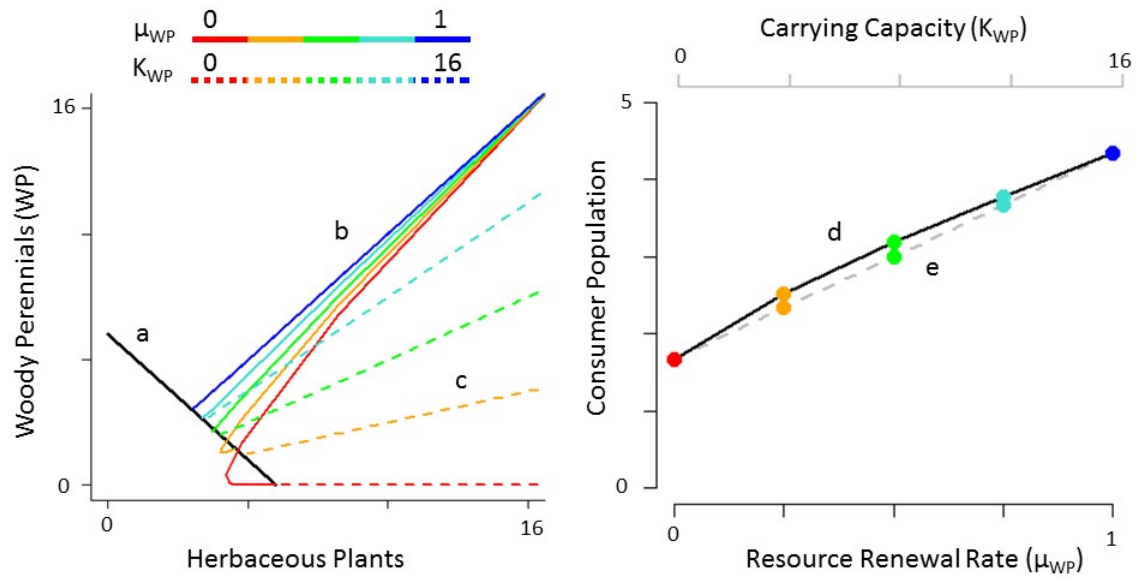 μWP 0 1
KWP 0 16
16
Woody Perennials (WP)
0
a
b
c
0 16
Herbaceous Plants
Carrying Capacity (KWP)
0 16
5
Consumer Population
0
d
e
0 1
Resource Renewal Rate (μWP)